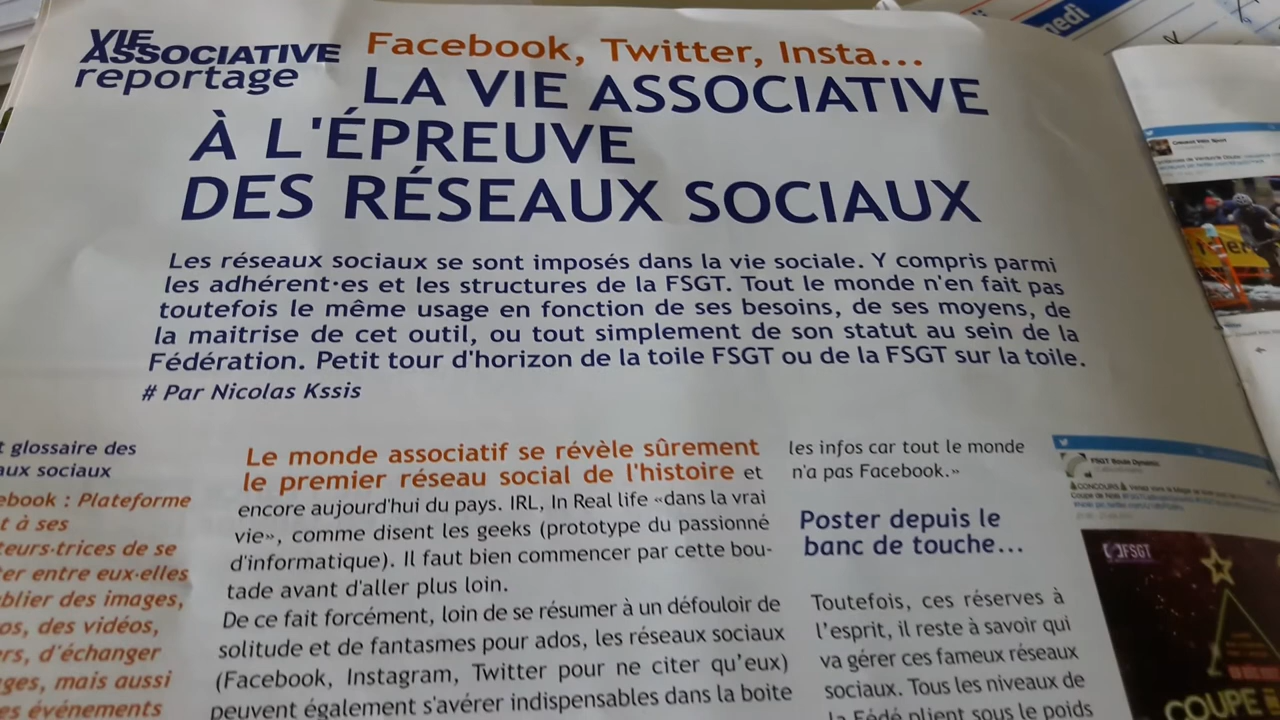 VIE
ASSOCIATIVE
reportage
Facebook, Twitter, Insta...
LA VIE ASSOCIATIVE
À L'ÉPREUVE
DES RÉSEAUX SOCIAUX
Les réseaux sociaux se sont imposés dans la vie sociale. Y compris parmi
les adhérent·es et les structures de la FSGT. Tout le monde n'en fait pas
toutefois le même usage en fonction de ses besoins, de ses moyens, de
la maitrise de cet outil, ou tout simplement de son statut au sein de la
Fédération. Petit tour d'horizon de la toile FSGT ou de la FSGT sur la toile.
# Par Nicolas Kssis
t glossaire des
aux sociaux
ebook : Plateforme
t à ses
teurs·trices de se
ter entre eux·elles
blier des images,
os, des vidéos,
ers, d'échanger
ges, mais aussi
es événements
Le monde associatif se révèle sûrement
le premier réseau social de l'histoire et
encore aujourd'hui du pays. IRL, In Real life «dans la vrai
vie», comme disent les geeks (prototype du passionné
d'informatique). Il faut bien commencer par cette bou-
tade avant d'aller plus loin.
De ce fait forcément, loin de se résumer à un défouloir de
solitude et de fantasmes pour ados, les réseaux sociaux
(Facebook, Instagram, Twitter pour ne citer qu'eux)
peuvent également s'avérer indispensables dans la boite
les infos car tout le monde
n'a pas Facebook.»
Poster depuis le
banc de touche...
Toutefois, ces réserves à
l'esprit, il reste à savoir qui
va gérer ces fameux réseaux
sociaux. Tous les niveaux de
la Fédé plient sous le poids
FSGT
COUPE
medi